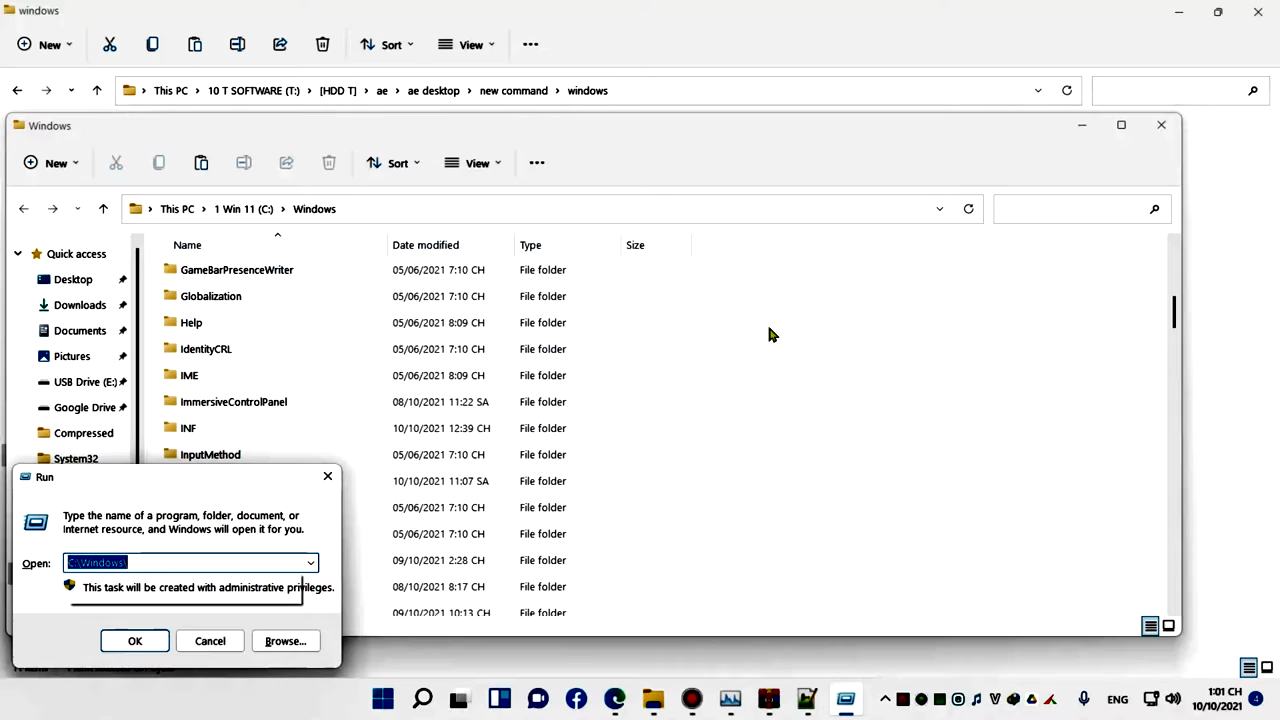 windows
New
Sort
View
This PC
10 T SOFTWARE (T:)
[HDD T]
ae
ae desktop
new command
windows
Windows
New
Sort
View
This PC
1 Win 11 (C:)
Windows
Name
Date modified
Type
Size
Quick access
Desktop
Downloads
Documents
Pictures
USB Drive (E:)
Google Drive
Compressed
System32
GameBarPresenceWriter 05/06/2021 7:10 CH File folder
Globalization 05/06/2021 7:10 CH File folder
Help 05/06/2021 8:09 CH File folder
IdentityCRL 05/06/2021 7:10 CH File folder
IME 05/06/2021 8:09 CH File folder
ImmersiveControlPanel 08/10/2021 11:22 SA File folder
INF 10/10/2021 12:39 CH File folder
InputMethod 05/06/2021 7:10 CH File folder
10/10/2021 11:07 SA File folder
05/06/2021 7:10 CH File folder
05/06/2021 7:10 CH File folder
09/10/2021 2:28 CH File folder
08/10/2021 8:17 CH File folder
09/10/2021 10:13 CH File folder
Run
Type the name of a program, folder, document, or
Internet resource, and Windows will open it for you.
Open:
C:\Windows\
This task will be created with administrative privileges.
OK
Cancel
Browse...
ENG
1:01 CH
10/10/2021
4